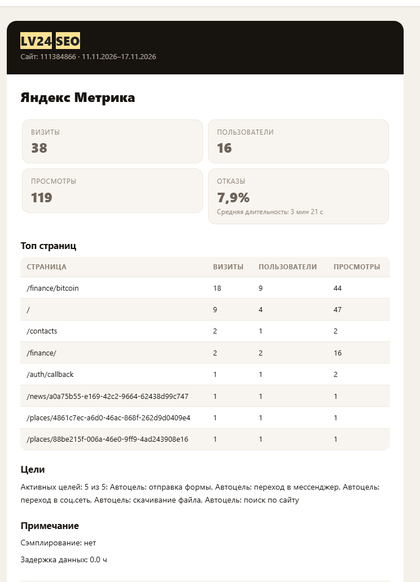 LV24 SEO
Сайт: 111384866 · 11.11.2026–17.11.2026
Яндекс Метрика
ВИЗИТЫ
38
ПОЛЬЗОВАТЕЛИ
16
ПРОСМОТРЫ
119
ОТКАЗЫ
7,9%
Средняя длительность: 3 мин 21 с
Топ страниц
СТРАНИЦА ВИЗИТЫ ПОЛЬЗОВАТЕЛИ ПРОСМОТРЫ
/finance/bitcoin 18 9 44
/ 9 4 47
/contacts 2 1 2
/finance/ 2 2 16
/auth/callback 1 1 2
/news/a0a75b55-e169-42c2-9664-62438d99c747 1 1 1
/places/4861c7ec-a6d0-46ac-868f-262d9d0409e4 1 1 1
/places/88be215f-006a-46e0-9ff9-4ad243908e16 1 1 1
Цели
Активных целей: 5 из 5: Автоцель: отправка формы, Автоцель: переход в мессенджер, Автоцель:
переход в соц.сеть, Автоцель: скачивание файла, Автоцель: поиск по сайту
Примечание
Сэмплирование: нет
Задержка данных: 0.0 ч